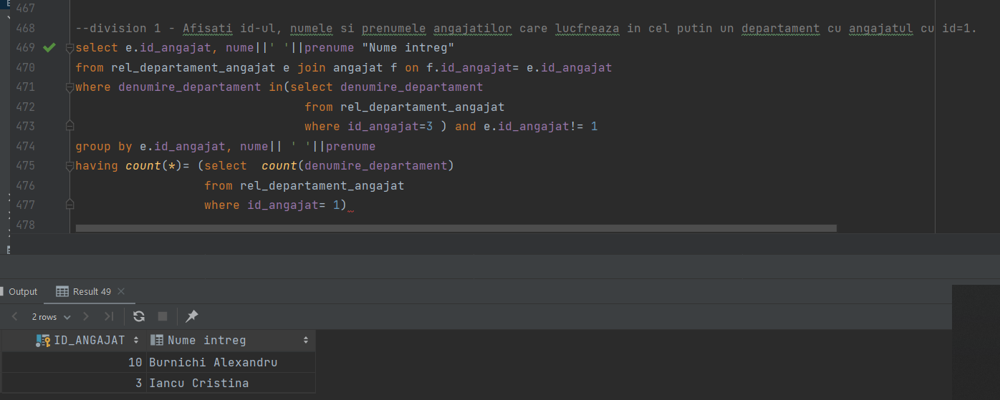 467
468 --division 1 - Afisati id-ul, numele si prenumele angajatilor care lucfreaza in cel putin un departament cu angajatul cu id=1.
469 select e.id_angajat, nume||' '||prenume "Nume intreg"
470 from rel_departament_angajat e join angajat f on f.id_angajat= e.id_angajat
471 where denumire_departament in(select denumire_departament
472 from rel_departament_angajat
473 where id_angajat=3 ) and e.id_angajat!= 1
474 group by e.id_angajat, nume|| ' '||prenume
475 having count(*)= (select  count(denumire_departament)
476 from rel_departament_angajat
477 where id_angajat= 1)
478
Output Result 49
2 rows
ID_ANGAJAT Nume intreg
10 Burnichi Alexandru
3 Iancu Cristina